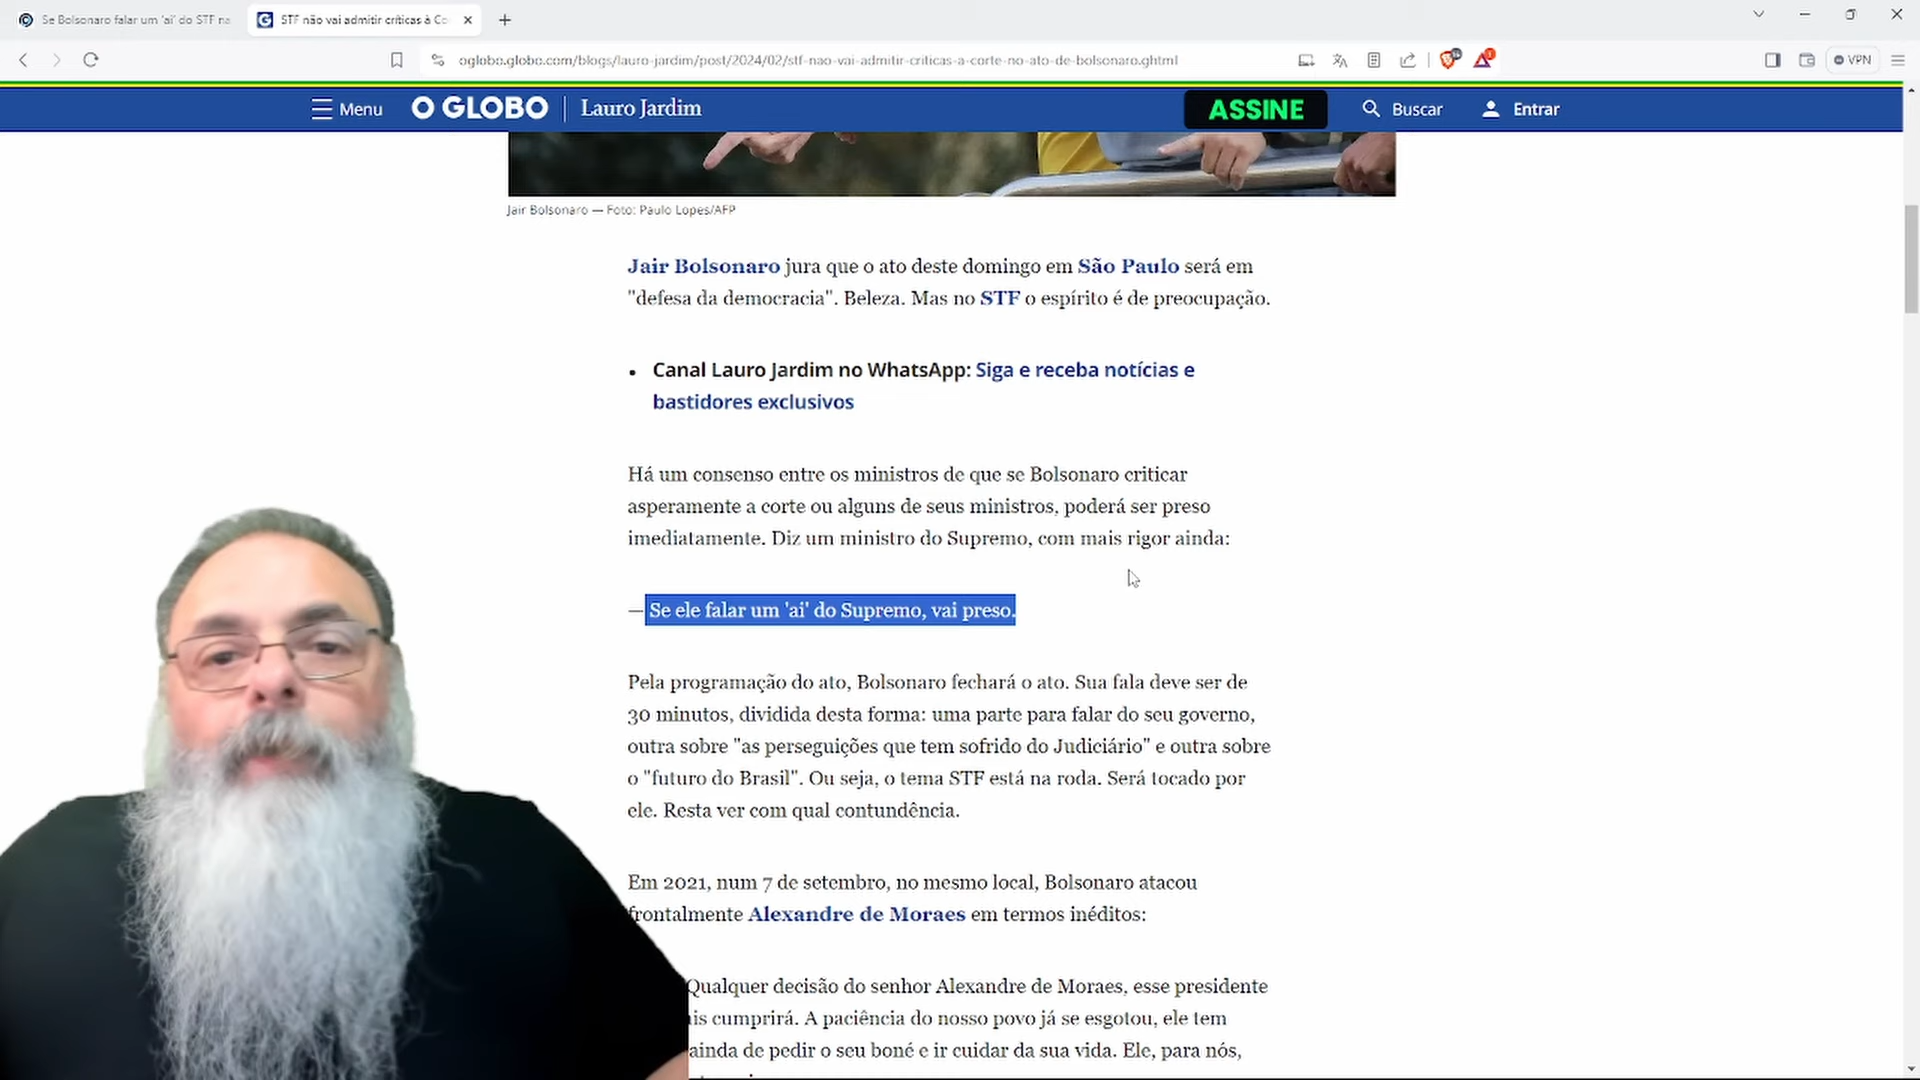 Se Bolsonaro falar um 'ai' do STF na
STF não vai admitir críticas à Co
oglobo.globo.com/blogs/lauro-jardim/post/2024/02/stf-nao-vai-admitir-criticas-a-corte-no-ato-de-bolsonaro.ghtml
VPN
Menu
O GLOBO
Lauro Jardim
ASSINE
Buscar
Entrar
Jair Bolsonaro — Foto: Paulo Lopes/AFP
Jair Bolsonaro jura que o ato deste domingo em São Paulo será em
"defesa da democracia". Beleza. Mas no STF o espírito é de preocupação.
• Canal Lauro Jardim no WhatsApp: Siga e receba notícias e
bastidores exclusivos
Há um consenso entre os ministros de que se Bolsonaro criticar
asperamente a corte ou alguns de seus ministros, poderá ser preso
imediatamente. Diz um ministro do Supremo, com mais rigor ainda:
— Se ele falar um 'ai' do Supremo, vai preso.
Pela programação do ato, Bolsonaro fechará o ato. Sua fala deve ser de
30 minutos, dividida desta forma: uma parte para falar do seu governo,
outra sobre "as perseguições que tem sofrido do Judiciário" e outra sobre
o "futuro do Brasil". Ou seja, o tema STF está na roda. Será tocado por
ele. Resta ver com qual contundência.
Em 2021, num 7 de setembro, no mesmo local, Bolsonaro atacou
frontalmente Alexandre de Moraes em termos inéditos:
Qualquer decisão do senhor Alexandre de Moraes, esse presidente
is cumprirá. A paciência do nosso povo já se esgotou, ele tem
ainda de pedir o seu boné e ir cuidar da sua vida. Ele, para nós,